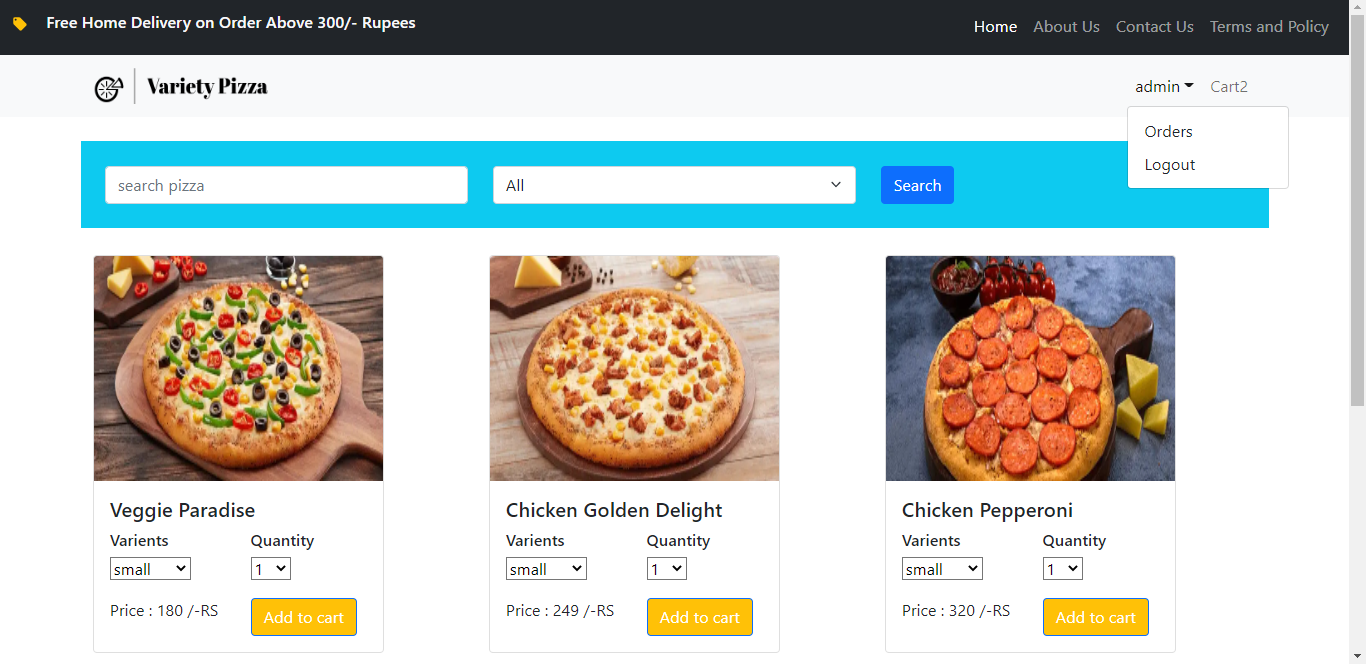 Free Home Delivery on Order Above 300/- Rupees
Home About Us Contact Us Terms and Policy
Variety Pizza
admin Cart2
Orders
Logout
search pizza All Search
Veggie Paradise
Varients Quantity
small 1
Price : 180 /-RS Add to cart
Chicken Golden Delight
Varients Quantity
small 1
Price : 249 /-RS Add to cart
Chicken Pepperoni
Varients Quantity
small 1
Price : 320 /-RS Add to cart